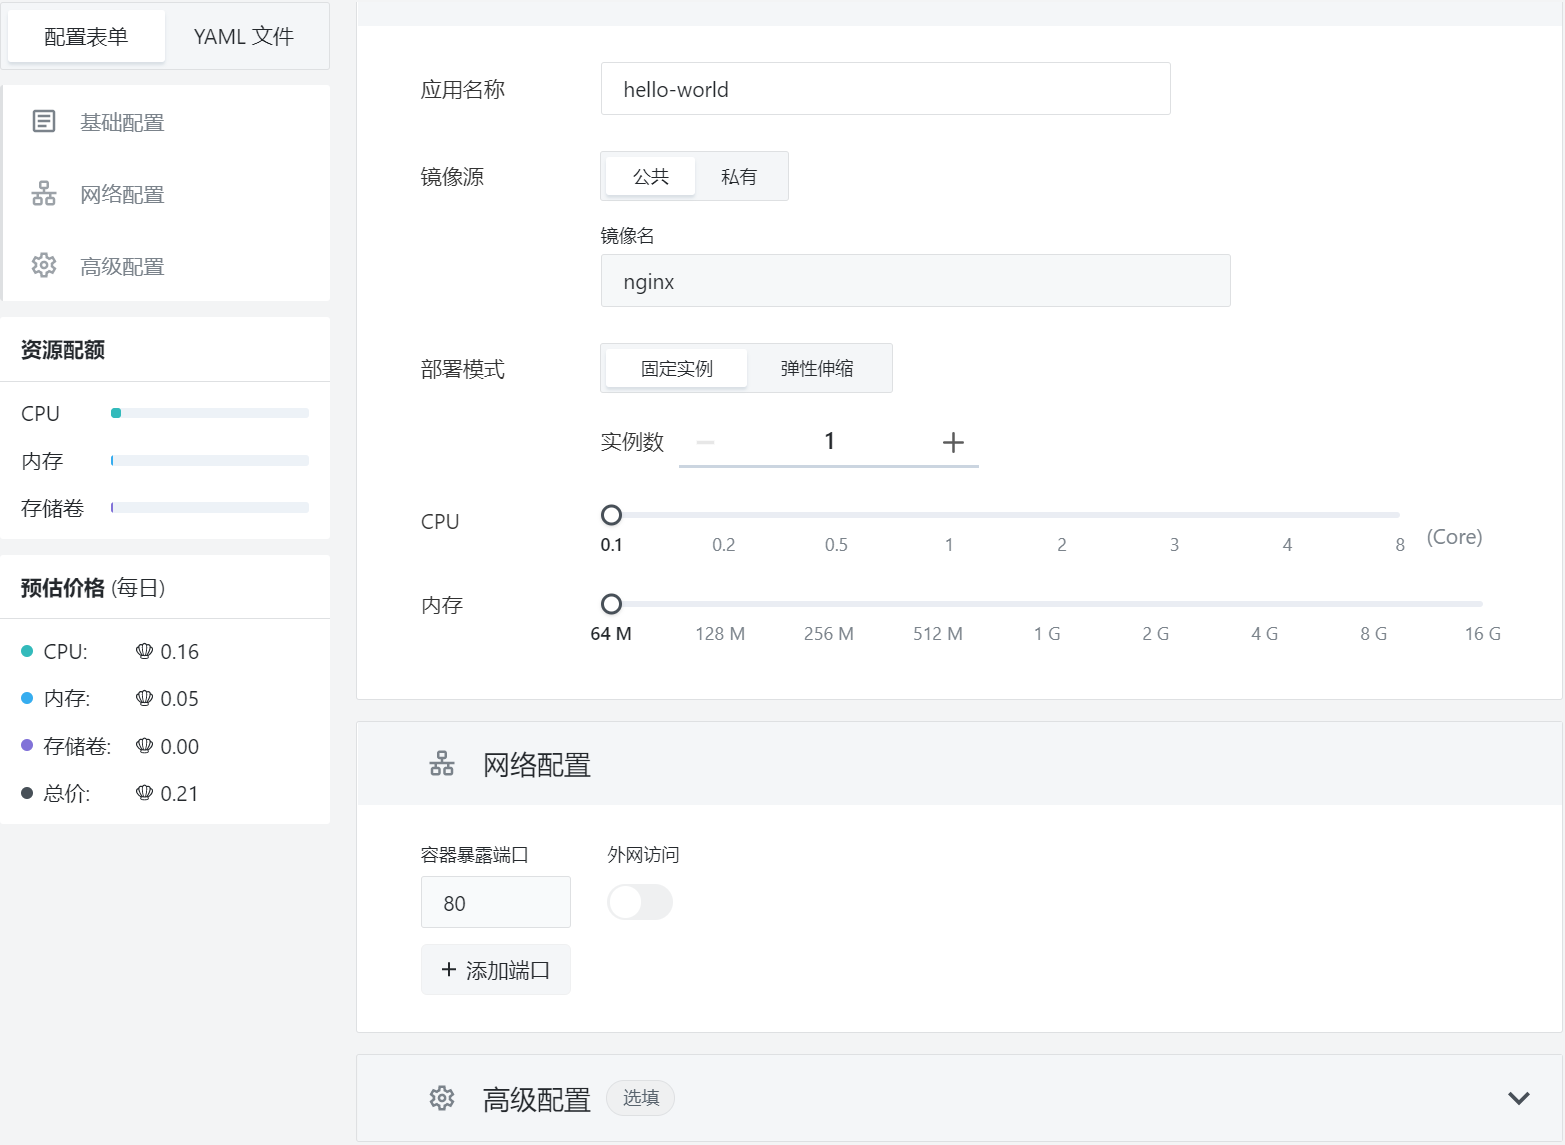 配置表单 YAML 文件
基础配置
网络配置
高级配置
资源配额
CPU
内存
存储卷
预估价格 (每日)
CPU: 0.16
内存: 0.05
存储卷: 0.00
总价: 0.21
应用名称 hello-world
镜像源 公共 私有
镜像名
nginx
部署模式 固定实例 弹性伸缩
实例数 1
CPU
0.1 0.2 0.5 1 2 3 4 8 (Core)
内存
64 M 128 M 256 M 512 M 1 G 2 G 4 G 8 G 16 G
网络配置
容器暴露端口 外网访问
80
+ 添加端口
高级配置 选填